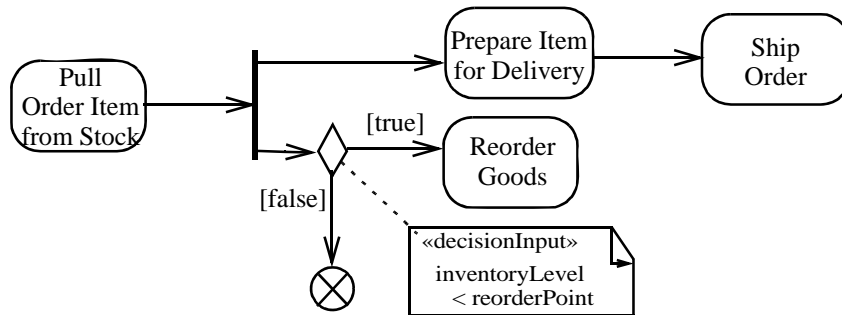 Pull
Order Item
from Stock
Prepare Item
for Delivery
Ship
Order
[true]
Reorder
Goods
[false]
«decisionInput»
inventoryLevel
< reorderPoint